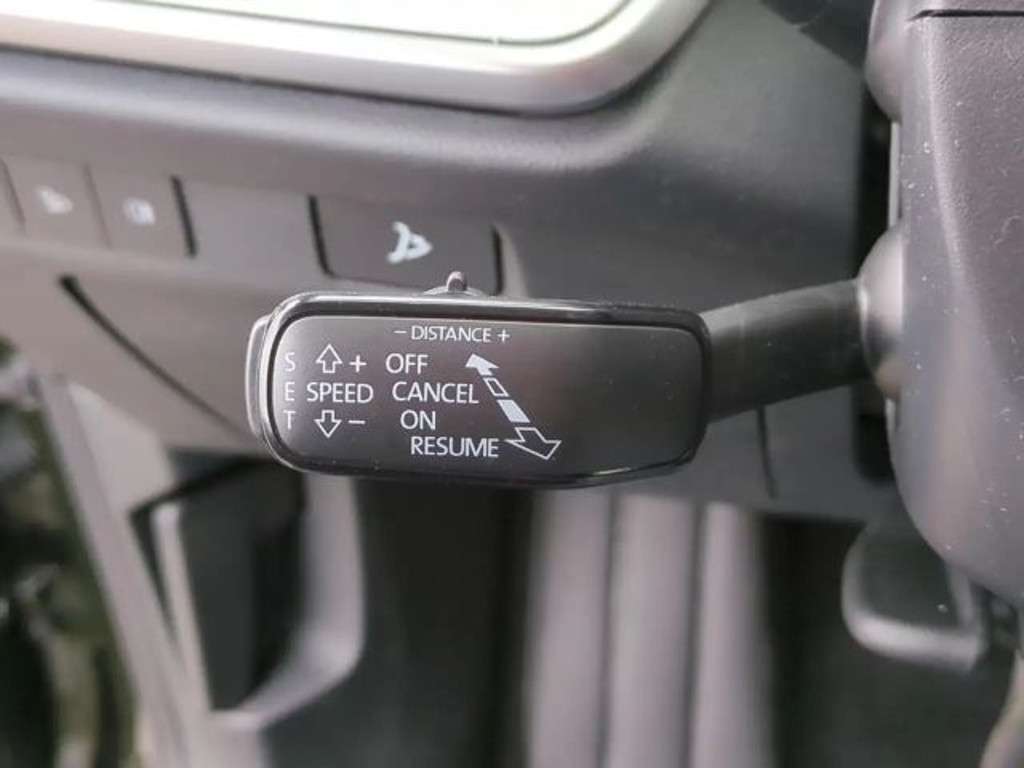 − DISTANCE +
S + OFF
E SPEED CANCEL
T − ON
RESUME